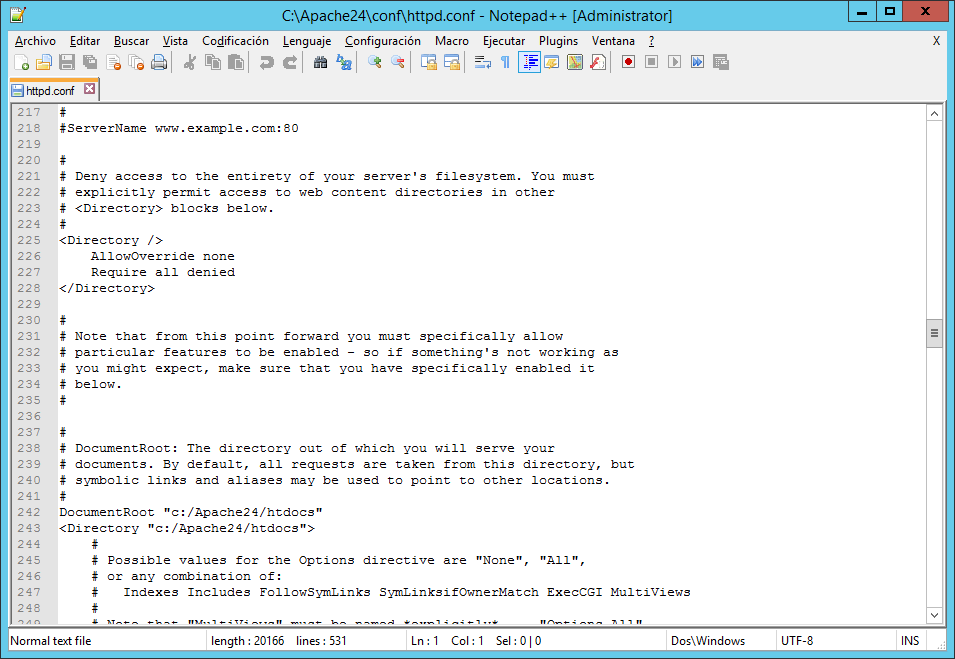 C:\Apache24\conf\httpd.conf - Notepad++ [Administrator]
Archivo Editar Buscar Vista Codificación Lenguaje Configuración Macro Ejecutar Plugins Ventana ? X
httpd.conf
217 #
218 #ServerName www.example.com:80
219
220 #
221 # Deny access to the entirety of your server's filesystem. You must
222 # explicitly permit access to web content directories in other
223 # <Directory> blocks below.
224 #
225 <Directory />
226     AllowOverride none
227     Require all denied
228 </Directory>
229
230 #
231 # Note that from this point forward you must specifically allow
232 # particular features to be enabled - so if something's not working as
233 # you might expect, make sure that you have specifically enabled it
234 # below.
235 #
236
237 #
238 # DocumentRoot: The directory out of which you will serve your
239 # documents. By default, all requests are taken from this directory, but
240 # symbolic links and aliases may be used to point to other locations.
241 #
242 DocumentRoot "c:/Apache24/htdocs"
243 <Directory "c:/Apache24/htdocs">
244     #
245     # Possible values for the Options directive are "None", "All",
246     # or any combination of:
247     #   Indexes Includes FollowSymLinks SymLinksifOwnerMatch ExecCGI MultiViews
248     #
249     # Note that "MultiViews" must be named *explicitly* "Options All"
Normal text file length : 20166 lines : 531 Ln : 1 Col : 1 Sel : 0 | 0 Dos\Windows UTF-8 INS